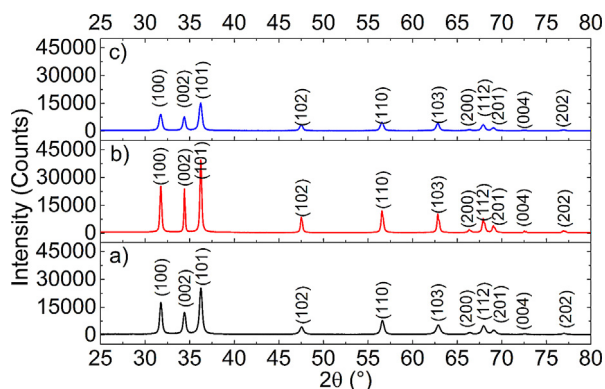 25 30 35 40 45 50 55 60 65 70 75 80
45000
30000
15000
0
c)
(100) (002) (101) (102) (110) (103) (200) (112) (201) (004) (202)
45000
30000
15000
0
b)
(100) (002) (101) (102) (110) (103) (200) (112) (201) (004) (202)
45000
30000
15000
0
a)
(100) (002) (101) (102) (110) (103) (200) (112) (201) (004) (202)
25 30 35 40 45 50 55 60 65 70 75 80
Intensity (Counts)
2θ (°)